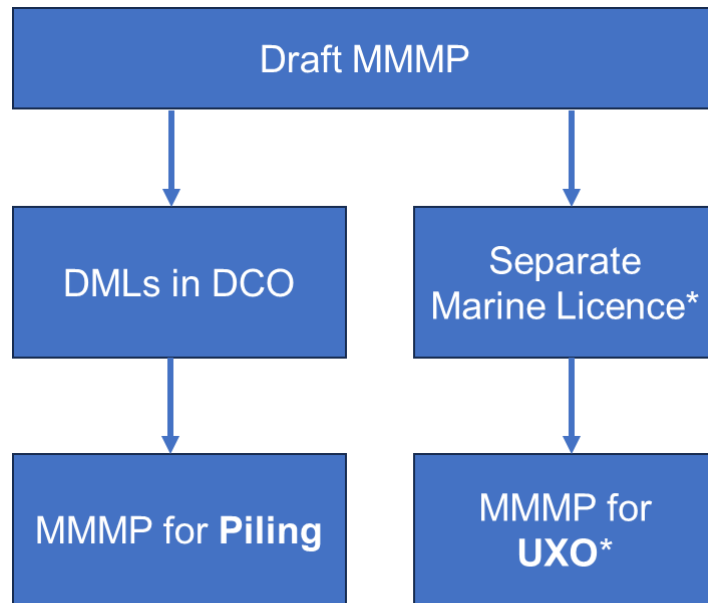 Draft MMMP
DMLs in DCO
Separate
Marine Licence*
MMMP for Piling
MMMP for
UXO*